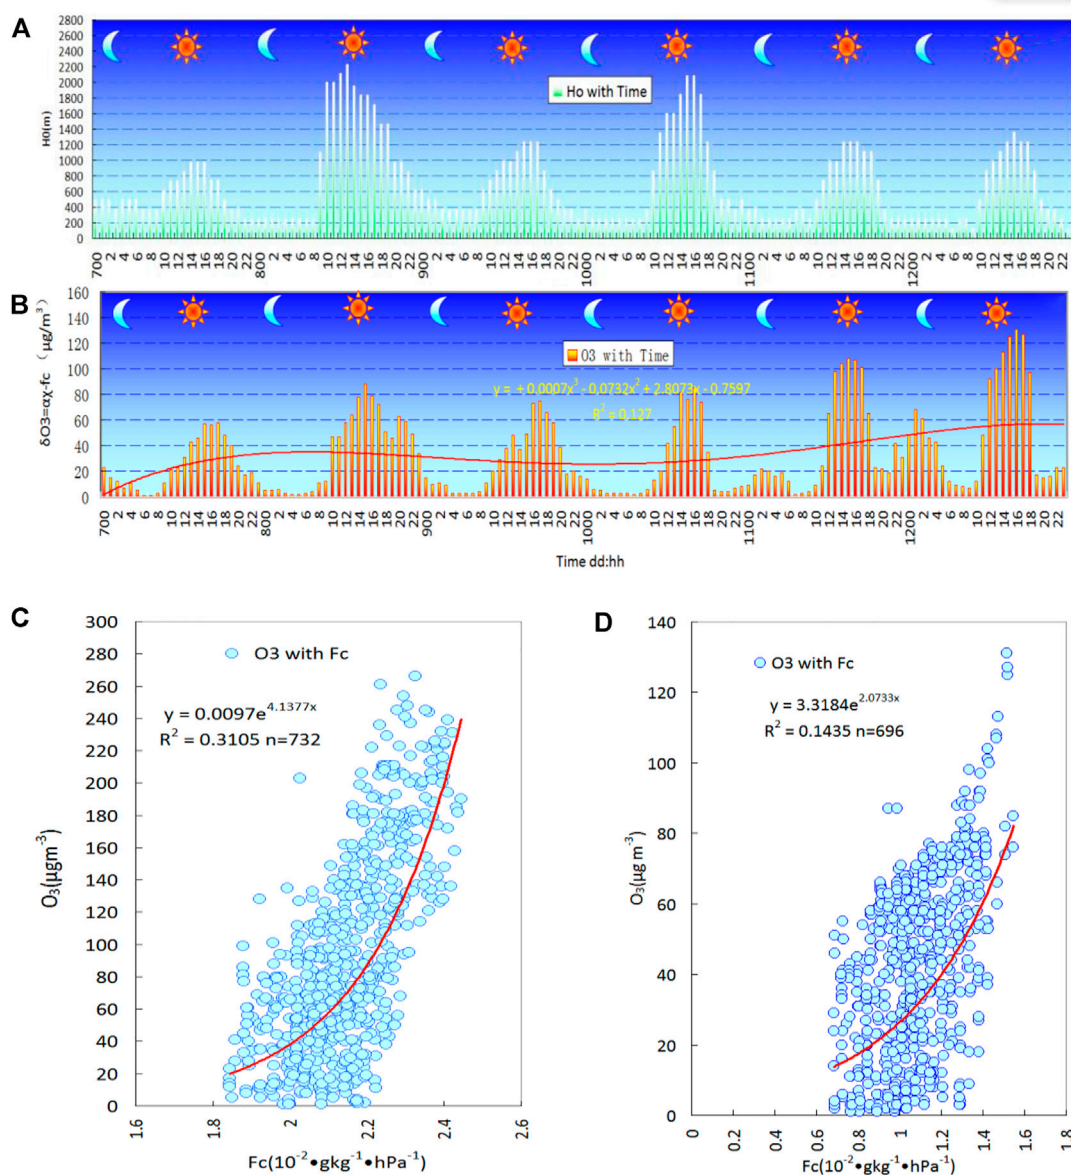 A
2800
2600
2400
2200
2000
1800
1600
1400
1200
1000
800
600
400
200
0
H0(m)
Ho with Time
700 2 4 6 8 10 12 14 16 18 20 22 800 2 4 6 8 10 12 14 16 18 20 22 900 2 4 6 8 10 12 14 16 18 20 22 1000 2 4 6 8 10 12 14 16 18 20 22 1100 2 4 6 8 10 12 14 16 18 20 22 1200 2 4 6 8 10 12 14 16 18 20 22
B
160
140
120
100
80
60
40
20
0
δO3=αχ-fc (μg/m³)
O3 with Time
y = +0.0007x³ - 0.0732x² + 2.8073x - 0.7597
R² = 0.127
700 2 4 6 8 10 12 14 16 18 20 22 800 2 4 6 8 10 12 14 16 18 20 22 900 2 4 6 8 10 12 14 16 18 20 22 1000 2 4 6 8 10 12 14 16 18 20 22 1100 2 4 6 8 10 12 14 16 18 20 22 1200 2 4 6 8 10 12 14 16 18 20 22
Time dd:hh
C
300
280
260
240
220
200
180
160
140
120
100
80
60
40
20
0
O₃(μgm⁻³)
O3 with Fc
y = 0.0097e^4.1377x
R² = 0.3105 n=732
1.6 1.8 2 2.2 2.4 2.6
Fc(10⁻²•gkg⁻¹•hPa⁻¹)
D
140
120
100
80
60
40
20
0
O₃(μg m⁻³)
O3 with Fc
y = 3.3184e^2.0733x
R² = 0.1435 n=696
0 0.2 0.4 0.6 0.8 1 1.2 1.4 1.6 1.8
Fc(10⁻²•gkg⁻¹•hPa⁻¹)